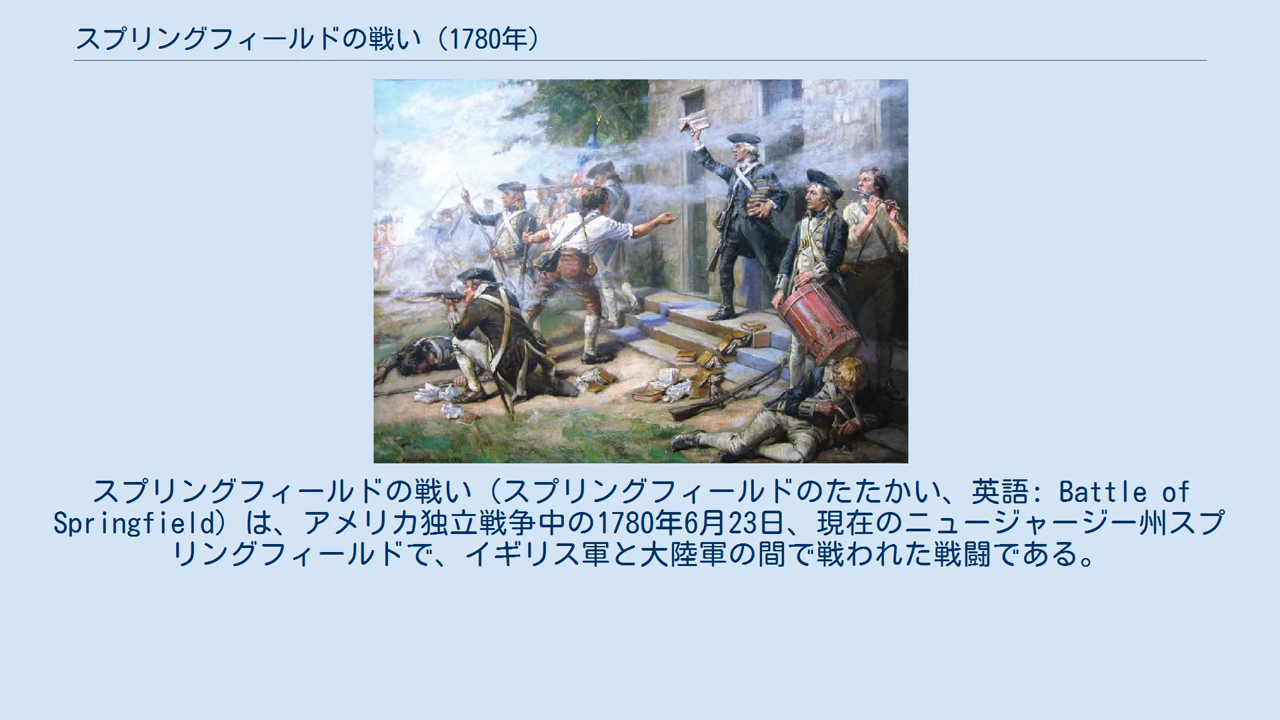 スプリングフィールドの戦い（1780年）
スプリングフィールドの戦い（スプリングフィールドのたたかい、英語: Battle of
Springfield）は、アメリカ独立戦争中の1780年6月23日、現在のニュージャージー州スプ
リングフィールドで、イギリス軍と大陸軍の間で戦われた戦闘である。